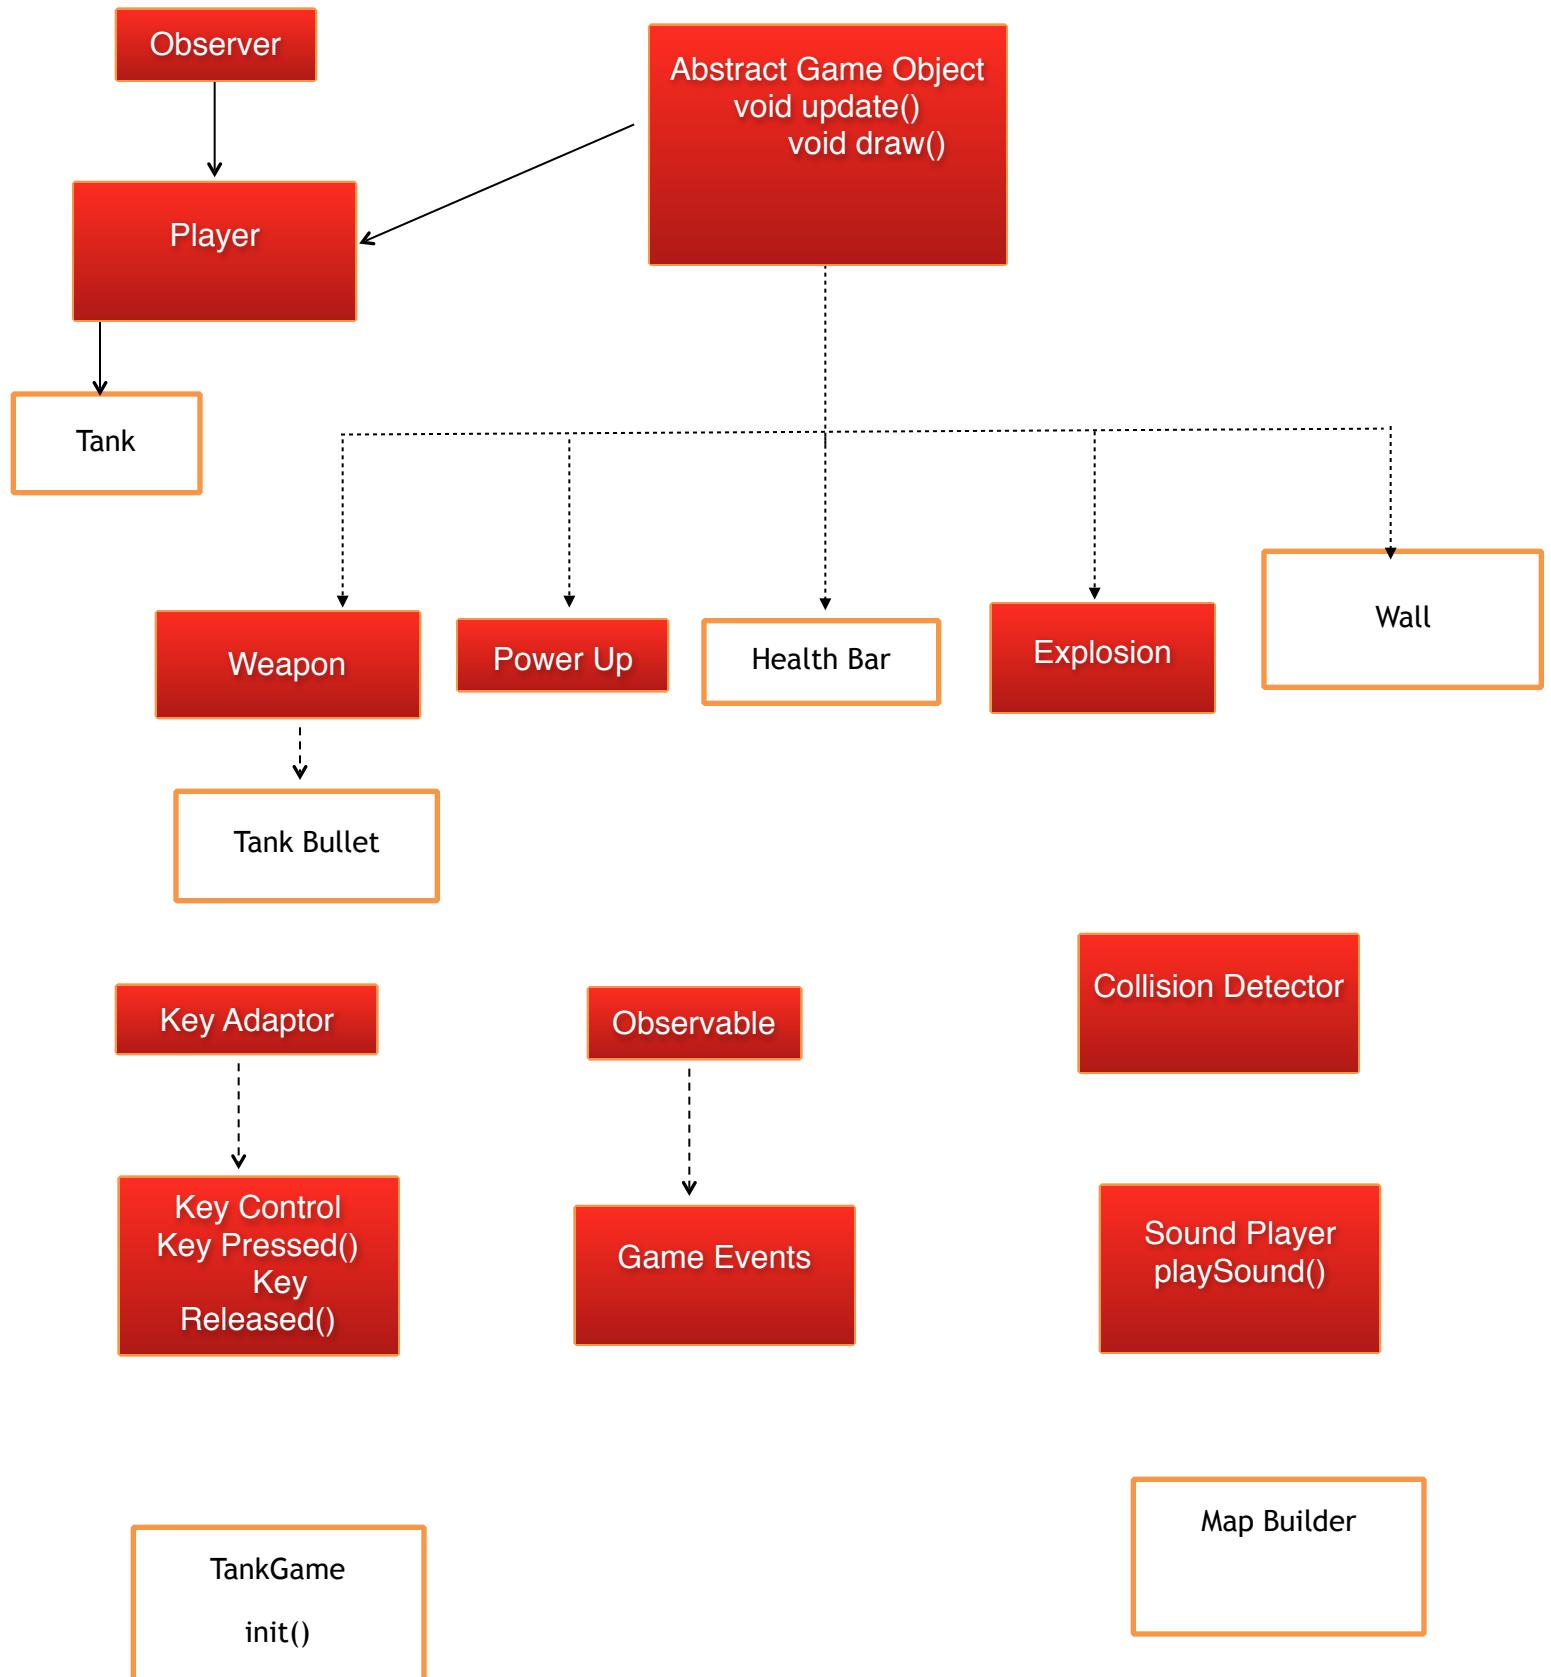 Observer
Abstract Game Object
void update()
void draw()
Player
Tank
Weapon
Power Up
Health Bar
Explosion
Wall
Tank Bullet
Key Adaptor
Observable
Collision Detector
Key Control
Key Pressed()
Key
Released()
Game Events
Sound Player
playSound()
Map Builder
TankGame
init()